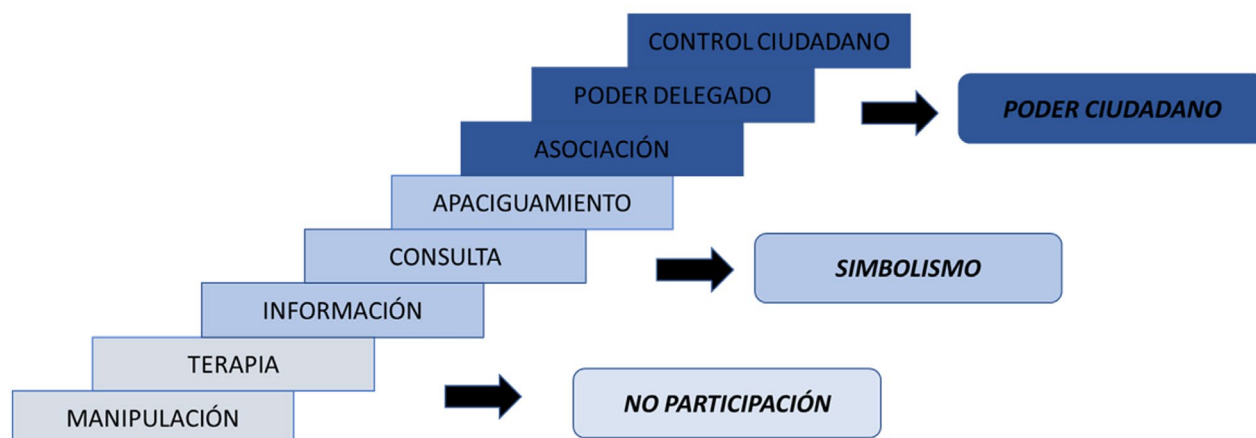 CONTROL CIUDADANO
PODER DELEGADO
PODER CIUDADANO
ASOCIACIÓN
APACIGUAMIENTO
CONSULTA
SIMBOLISMO
INFORMACIÓN
TERAPIA
NO PARTICIPACIÓN
MANIPULACIÓN